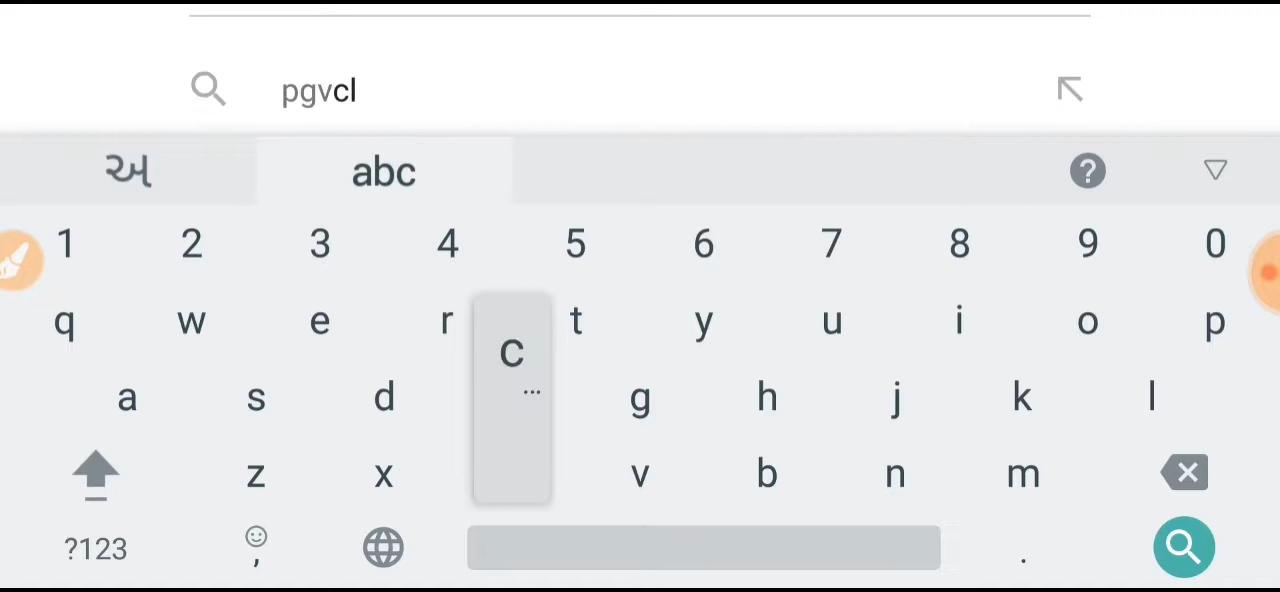 pgvcl
અ abc ?
1 2 3 4 5 6 7 8 9 0
q w e r t y u i o p
c
...
a s d g h j k l
z x v b n m
?123 , .